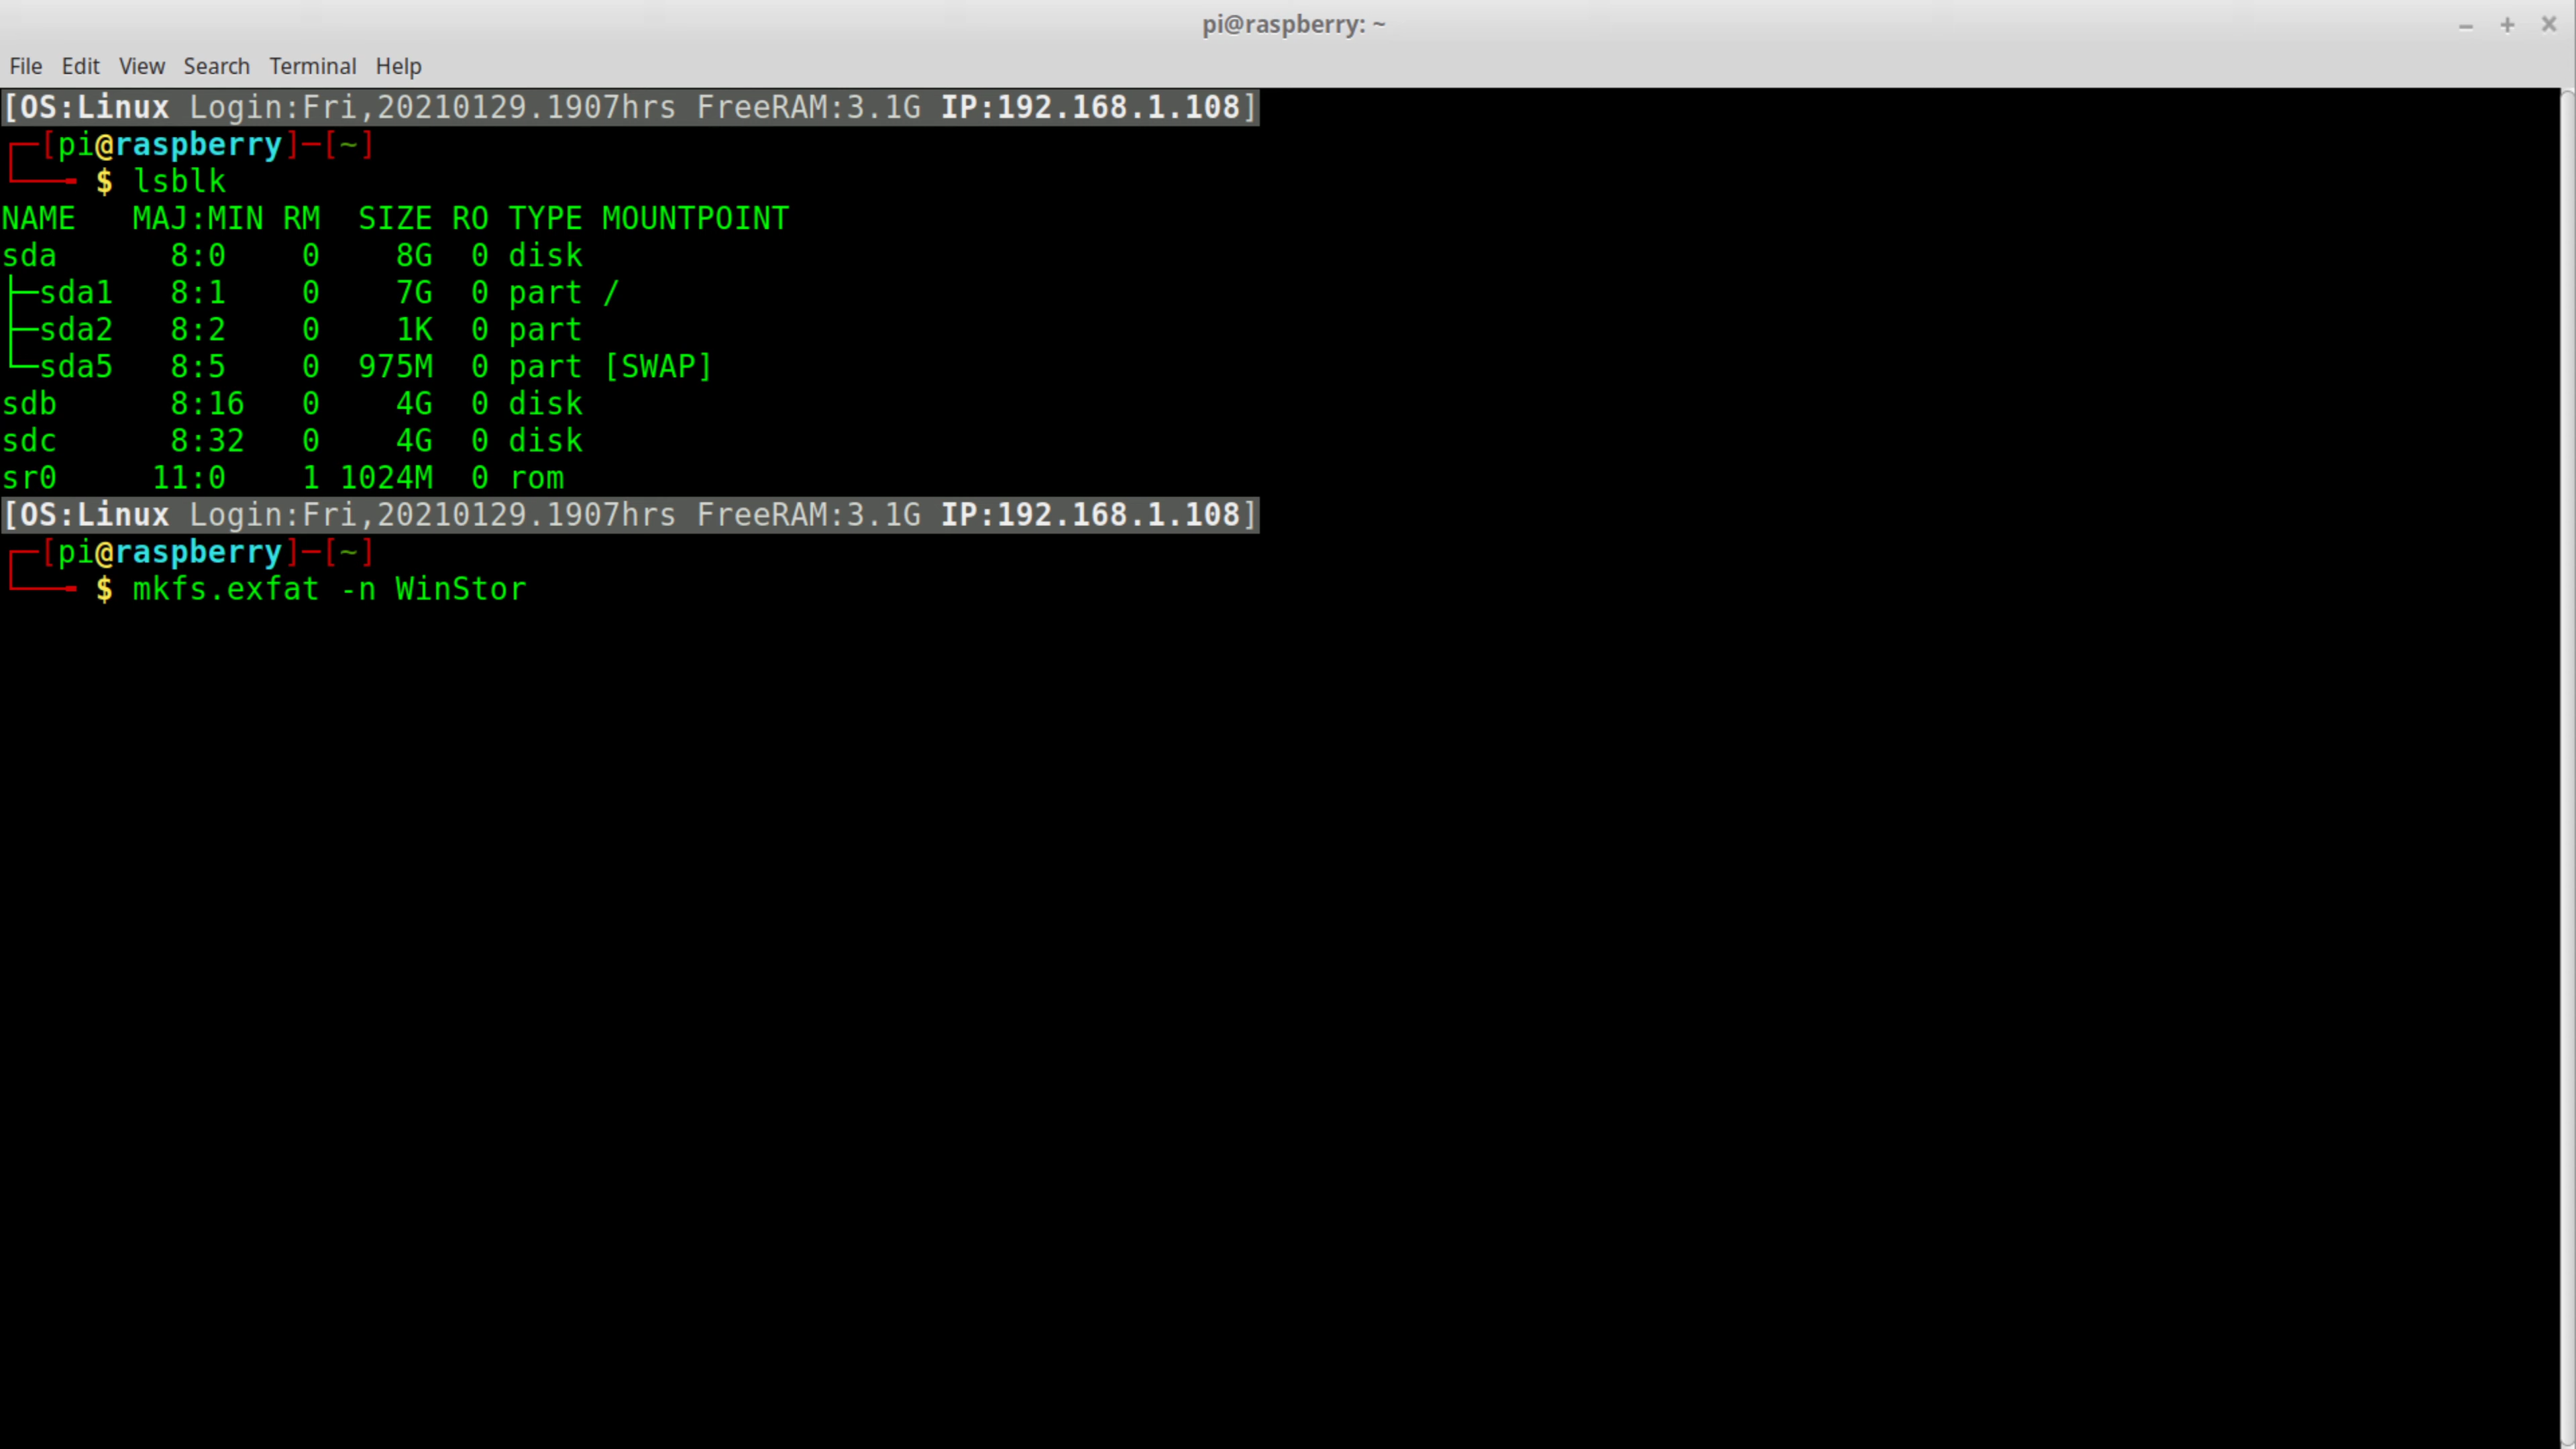 pi@raspberry: ~
File Edit View Search Terminal Help
[OS:Linux Login:Fri,20210129.1907hrs FreeRAM:3.1G IP:192.168.1.108]
┌─[pi@raspberry]─[~]
└──╼ $ lsblk
NAME   MAJ:MIN RM  SIZE RO TYPE MOUNTPOINT
sda      8:0    0    8G  0 disk
├─sda1   8:1    0    7G  0 part /
├─sda2   8:2    0    1K  0 part
└─sda5   8:5    0  975M  0 part [SWAP]
sdb      8:16   0    4G  0 disk
sdc      8:32   0    4G  0 disk
sr0     11:0    1 1024M  0 rom
[OS:Linux Login:Fri,20210129.1907hrs FreeRAM:3.1G IP:192.168.1.108]
┌─[pi@raspberry]─[~]
└──╼ $ mkfs.exfat -n WinStor